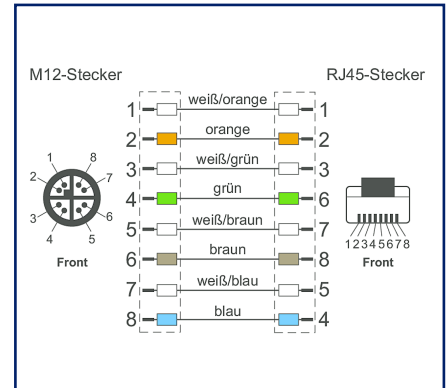 M12-Stecker RJ45-Stecker
1 weiß/orange 1
2 orange 2
3 weiß/grün 3
4 grün 6
5 weiß/braun 7
6 braun 8
7 weiß/blau 5
8 blau 4
1 8
2 7
3 6
4 5
Front
12345678
Front